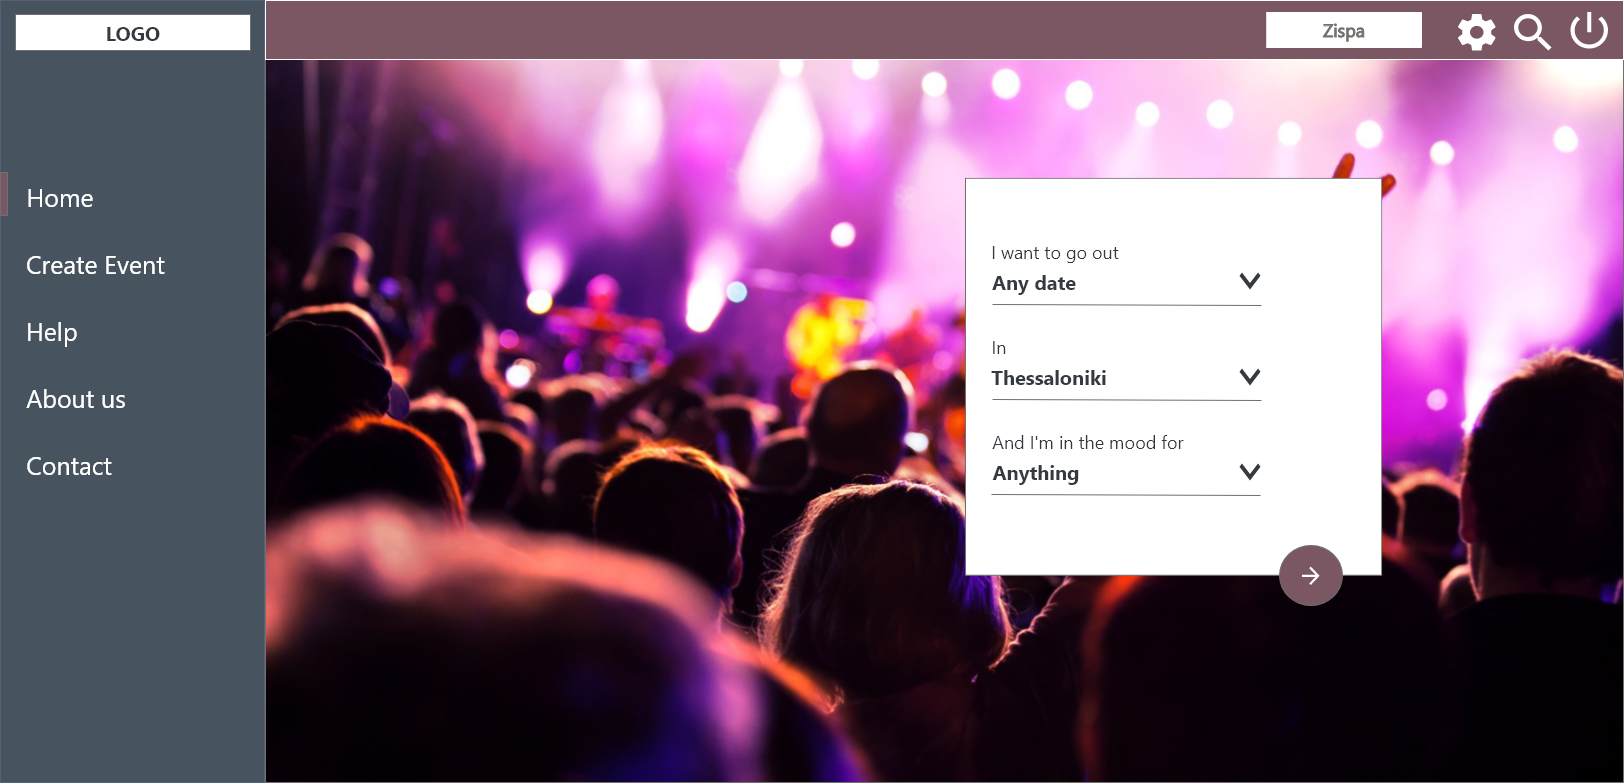 LOGO
Zispa
Home
Create Event
Help
About us
Contact
I want to go out
Any date
In
Thessaloniki
And I'm in the mood for
Anything